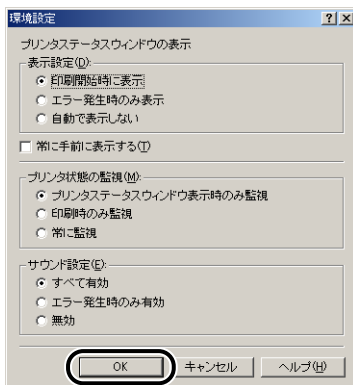 環境設定
プリンタステータスウィンドウの表示
表示設定(D):
印刷開始時に表示
エラー発生時のみ表示
自動で表示しない
常に手前に表示する(T)
プリンタ状態の監視(M):
プリンタステータスウィンドウ表示時のみ監視
印刷時のみ監視
常に監視
サウンド設定(E):
すべて有効
エラー発生時のみ有効
無効
OK キャンセル ヘルプ(H)